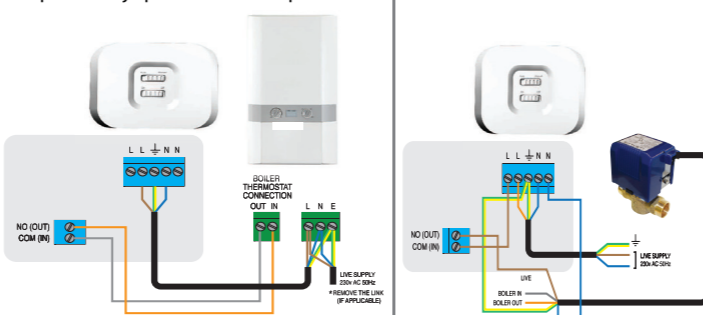 L L ⏚ N N
BOILER
THERMOSTAT
CONNECTION
OUT IN
L N E
NO (OUT)
COM (IN)
LIVE SUPPLY
230v AC 50Hz
* REMOVE THE LINK
(IF APPLICABLE)
L L ⏚ N N
NO (OUT)
COM (IN)
⏚
LIVE SUPPLY
230v AC 50Hz
LIVE
BOILER IN
BOILER OUT